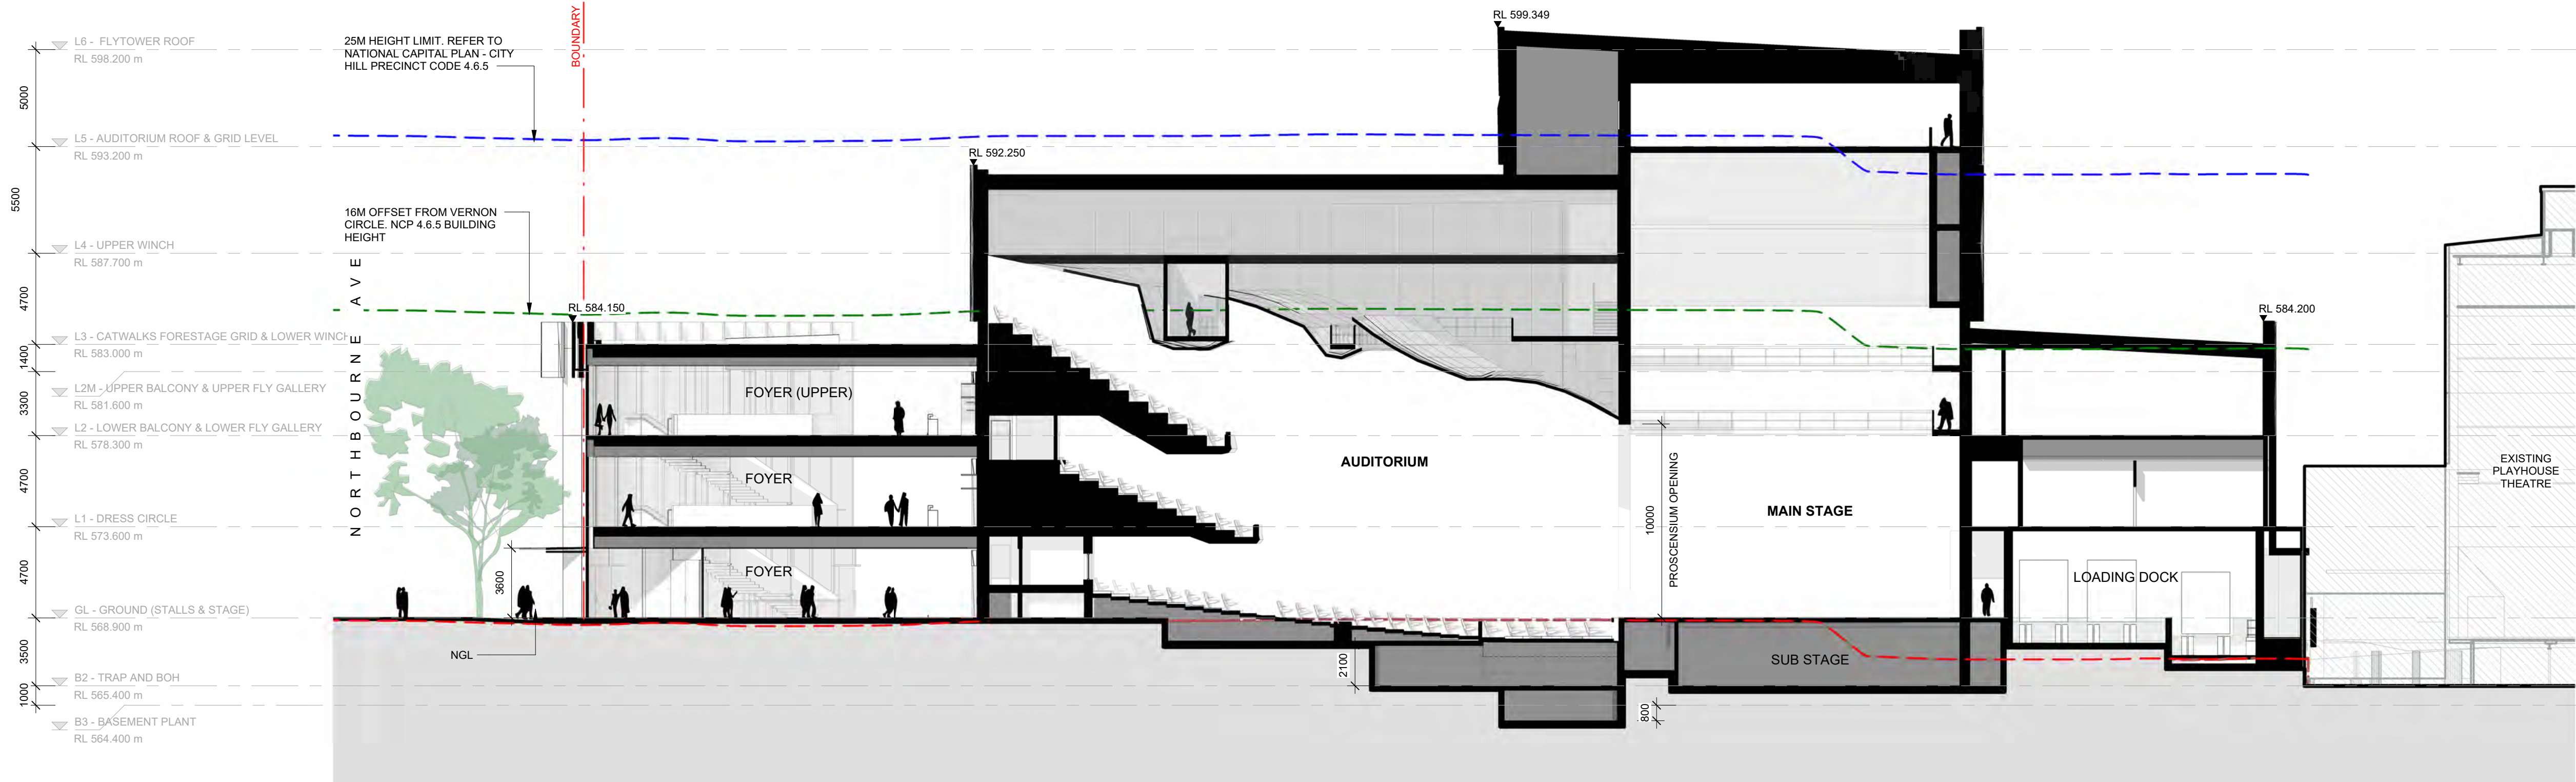 L6 - FLYTOWER ROOF
RL 598.200 m
L5 - AUDITORIUM ROOF & GRID LEVEL
RL 593.200 m
L4 - UPPER WINCH
RL 587.700 m
L3 - CATWALKS FORESTAGE GRID & LOWER WINCH
RL 583.000 m
L2M - UPPER BALCONY & UPPER FLY GALLERY
RL 581.600 m
L2 - LOWER BALCONY & LOWER FLY GALLERY
RL 578.300 m
L1 - DRESS CIRCLE
RL 573.600 m
GL - GROUND (STALLS & STAGE)
RL 568.900 m
B2 - TRAP AND BOH
RL 565.400 m
B3 - BASEMENT PLANT
RL 564.400 m
5000
5500
4700
1400
3300
4700
4700
3500
1000
25M HEIGHT LIMIT. REFER TO
NATIONAL CAPITAL PLAN - CITY
HILL PRECINCT CODE 4.6.5
16M OFFSET FROM VERNON
CIRCLE. NCP 4.6.5 BUILDING
HEIGHT
NORTHBOURNE AVE
BOUNDARY
RL 584.150
RL 592.250
RL 599.349
RL 584.200
FOYER (UPPER)
FOYER
FOYER
3600
NGL
AUDITORIUM
2100
10000
PROSCENSIUM OPENING
MAIN STAGE
SUB STAGE
800
LOADING DOCK
EXISTING
PLAYHOUSE
THEATRE